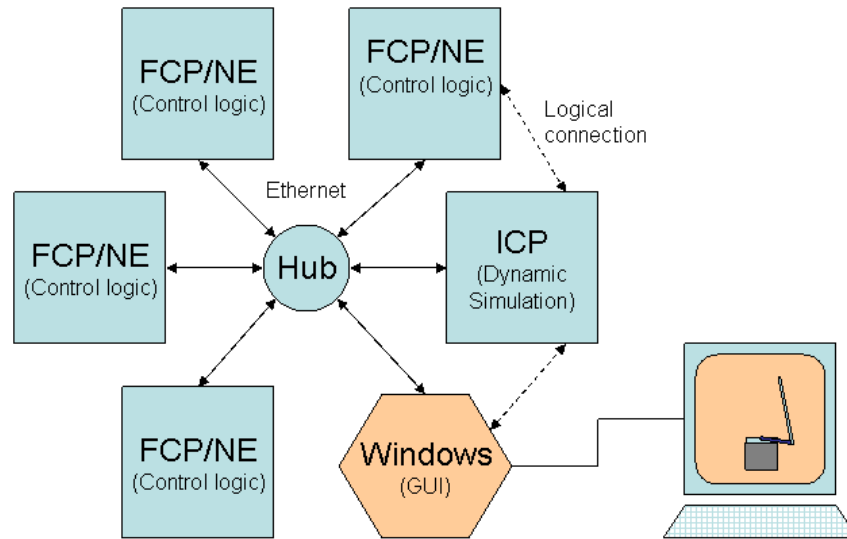 FCP/NE
(Control logic)
FCP/NE
(Control logic)
Logical
connection
Ethernet
FCP/NE
(Control logic)
Hub
ICP
(Dynamic
Simulation)
FCP/NE
(Control logic)
Windows
(GUI)